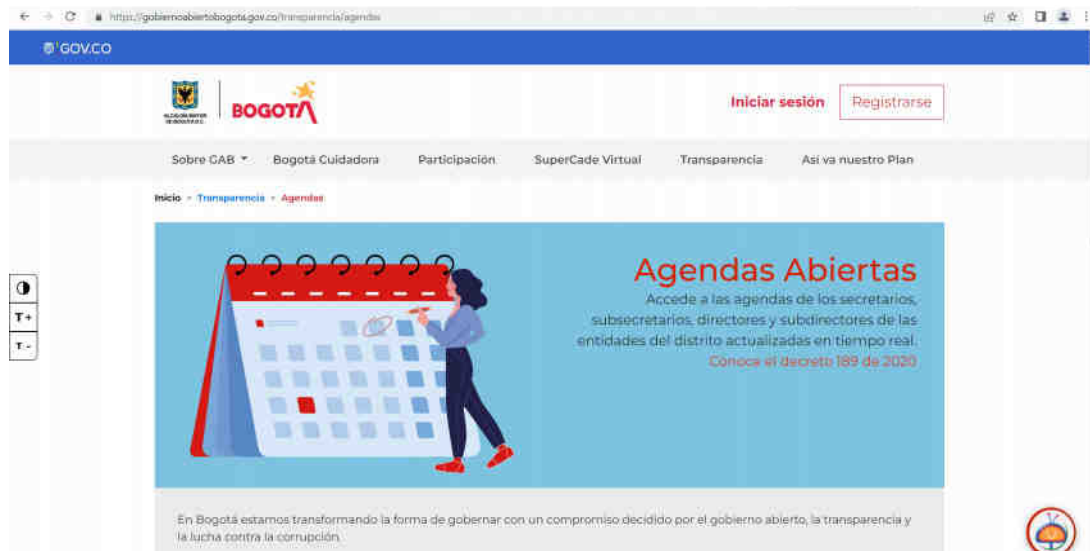 https://gobiernoabiertobogota.gov.co/transparencia/agendas
GOV.CO
ALCALDÍA MAYOR
DE BOGOTÁ D.C.
BOGOTÁ
Iniciar sesión
Registrarse
Sobre GAB
Bogotá Cuidadora
Participación
SuperCade Virtual
Transparencia
Así va nuestro Plan
Inicio
Transparencia
Agendas
T+
T-
Agendas Abiertas
Accede a las agendas de los secretarios,
subsecretarios, directores y subdirectores de las
entidades del distrito actualizadas en tiempo real.
Conoce el decreto 189 de 2020
En Bogotá estamos transformando la forma de gobernar con un compromiso decidido por el gobierno abierto, la transparencia y
la lucha contra la corrupción.